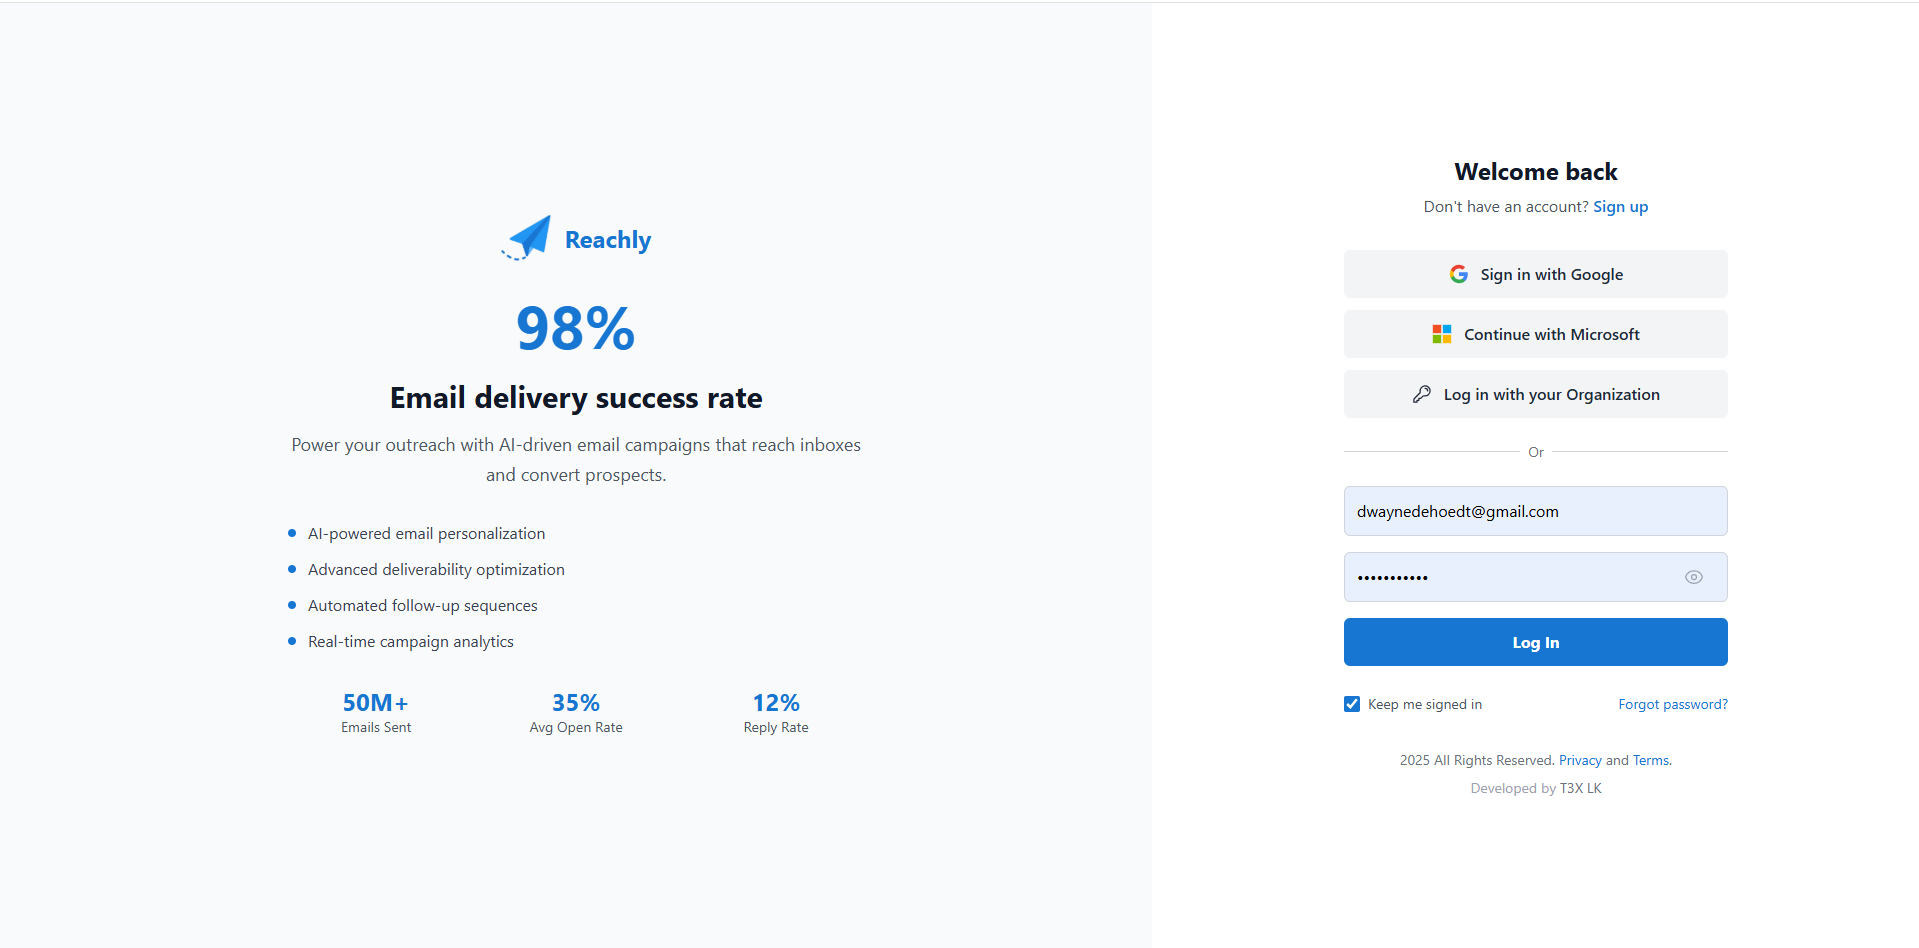 Reachly
98%
Email delivery success rate
Power your outreach with AI-driven email campaigns that reach inboxes
and convert prospects.
AI-powered email personalization
Advanced deliverability optimization
Automated follow-up sequences
Real-time campaign analytics
50M+
Emails Sent
35%
Avg Open Rate
12%
Reply Rate
Welcome back
Don't have an account? Sign up
Sign in with Google
Continue with Microsoft
Log in with your Organization
Or
dwaynedehoedt@gmail.com
•••••••••••
Log In
Keep me signed in
Forgot password?
2025 All Rights Reserved. Privacy and Terms.
Developed by T3X LK